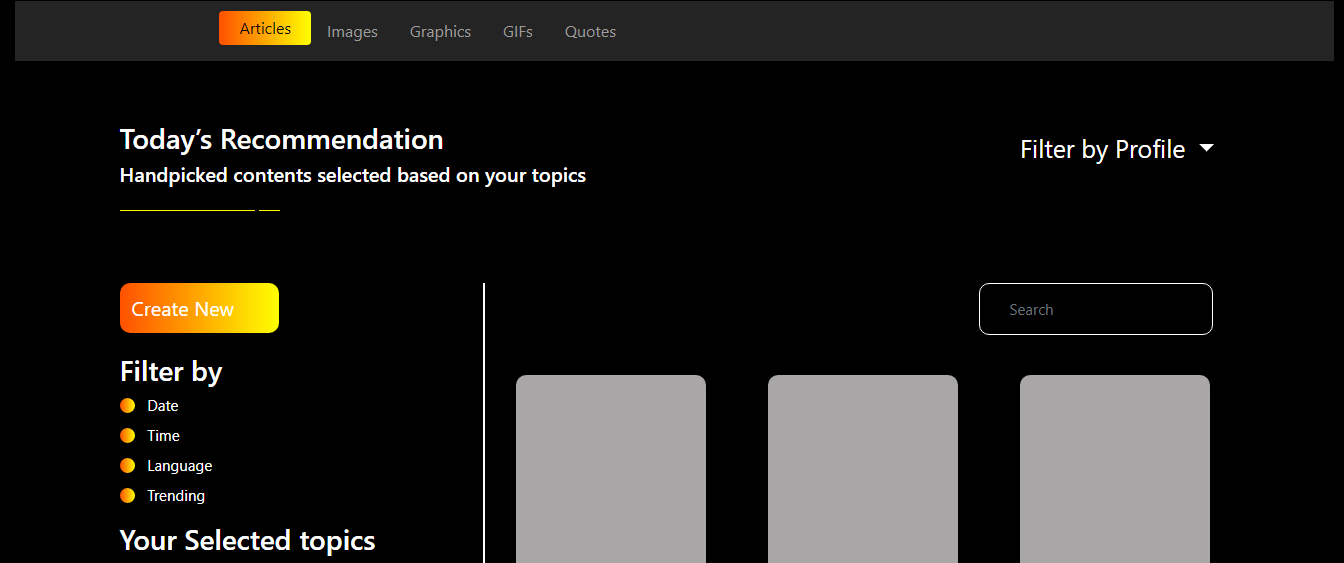 Articles Images Graphics GIFs Quotes
Today’s Recommendation
Filter by Profile
Handpicked contents selected based on your topics
Create New
Search
Filter by
Date
Time
Language
Trending
Your Selected topics